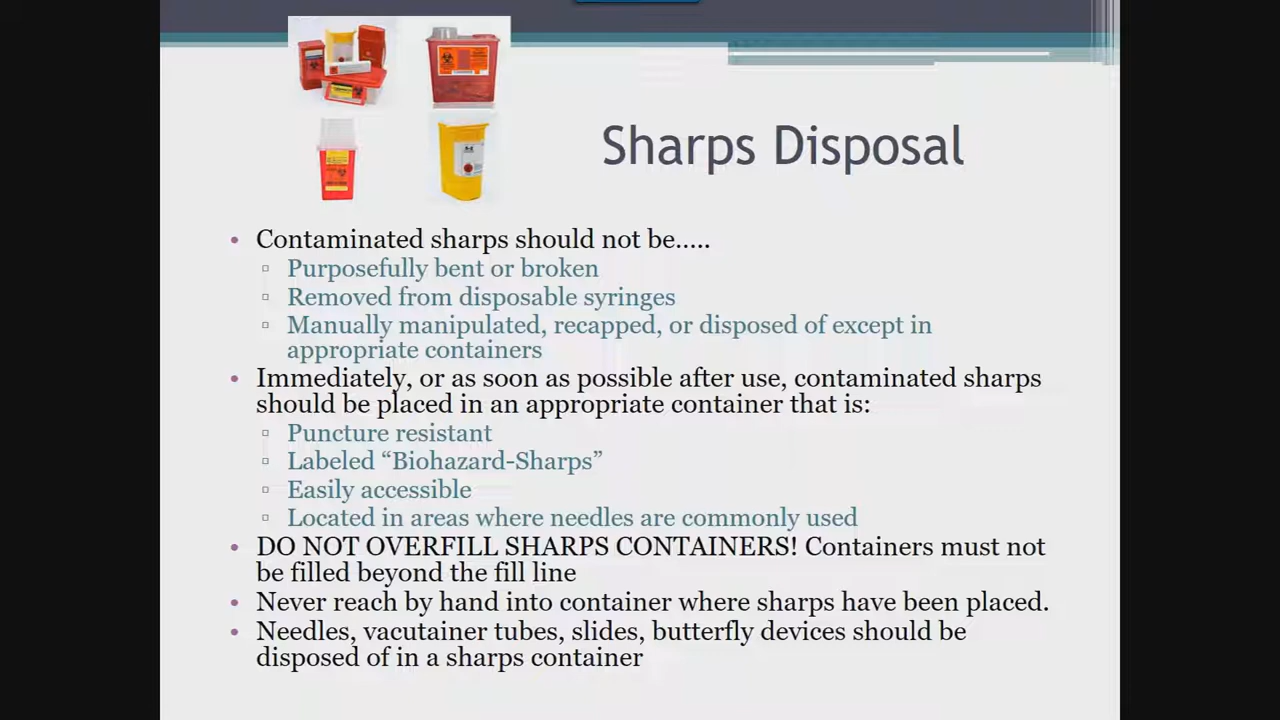 Sharps Disposal
• Contaminated sharps should not be.....
▫ Purposefully bent or broken
▫ Removed from disposable syringes
▫ Manually manipulated, recapped, or disposed of except in
appropriate containers
• Immediately, or as soon as possible after use, contaminated sharps
should be placed in an appropriate container that is:
▫ Puncture resistant
▫ Labeled “Biohazard-Sharps”
▫ Easily accessible
▫ Located in areas where needles are commonly used
• DO NOT OVERFILL SHARPS CONTAINERS! Containers must not
be filled beyond the fill line
• Never reach by hand into container where sharps have been placed.
• Needles, vacutainer tubes, slides, butterfly devices should be
disposed of in a sharps container